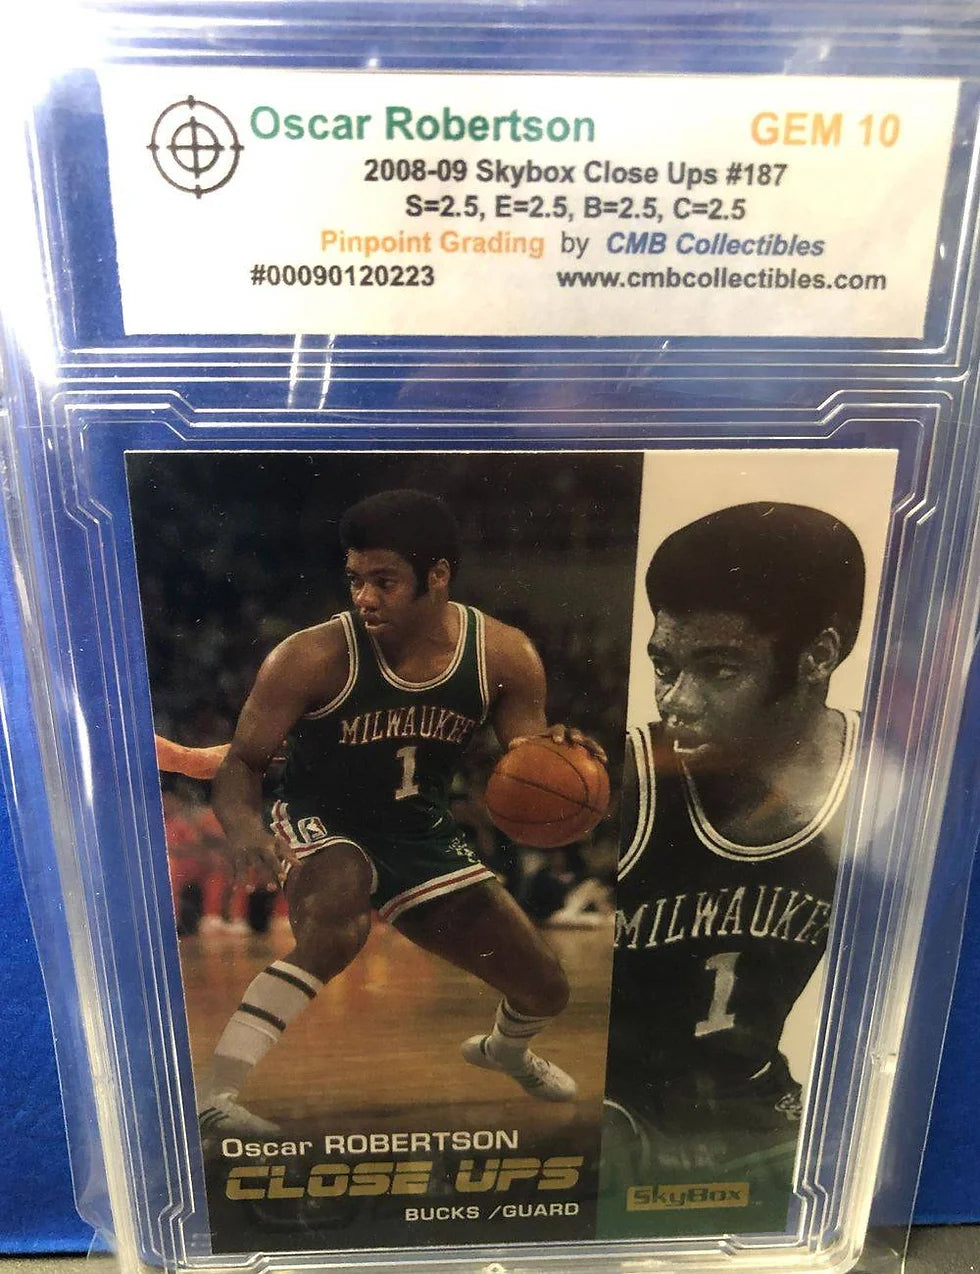 Oscar Robertson GEM 10
2008-09 Skybox Close Ups #187
S=2.5, E=2.5, B=2.5, C=2.5
Pinpoint Grading by CMB Collectibles
#00090120223 www.cmbcollectibles.com
MILWAUKEE
1
MILWAUKE
1
Oscar ROBERTSON
CLOSE UPS
BUCKS /GUARD
SkyBox